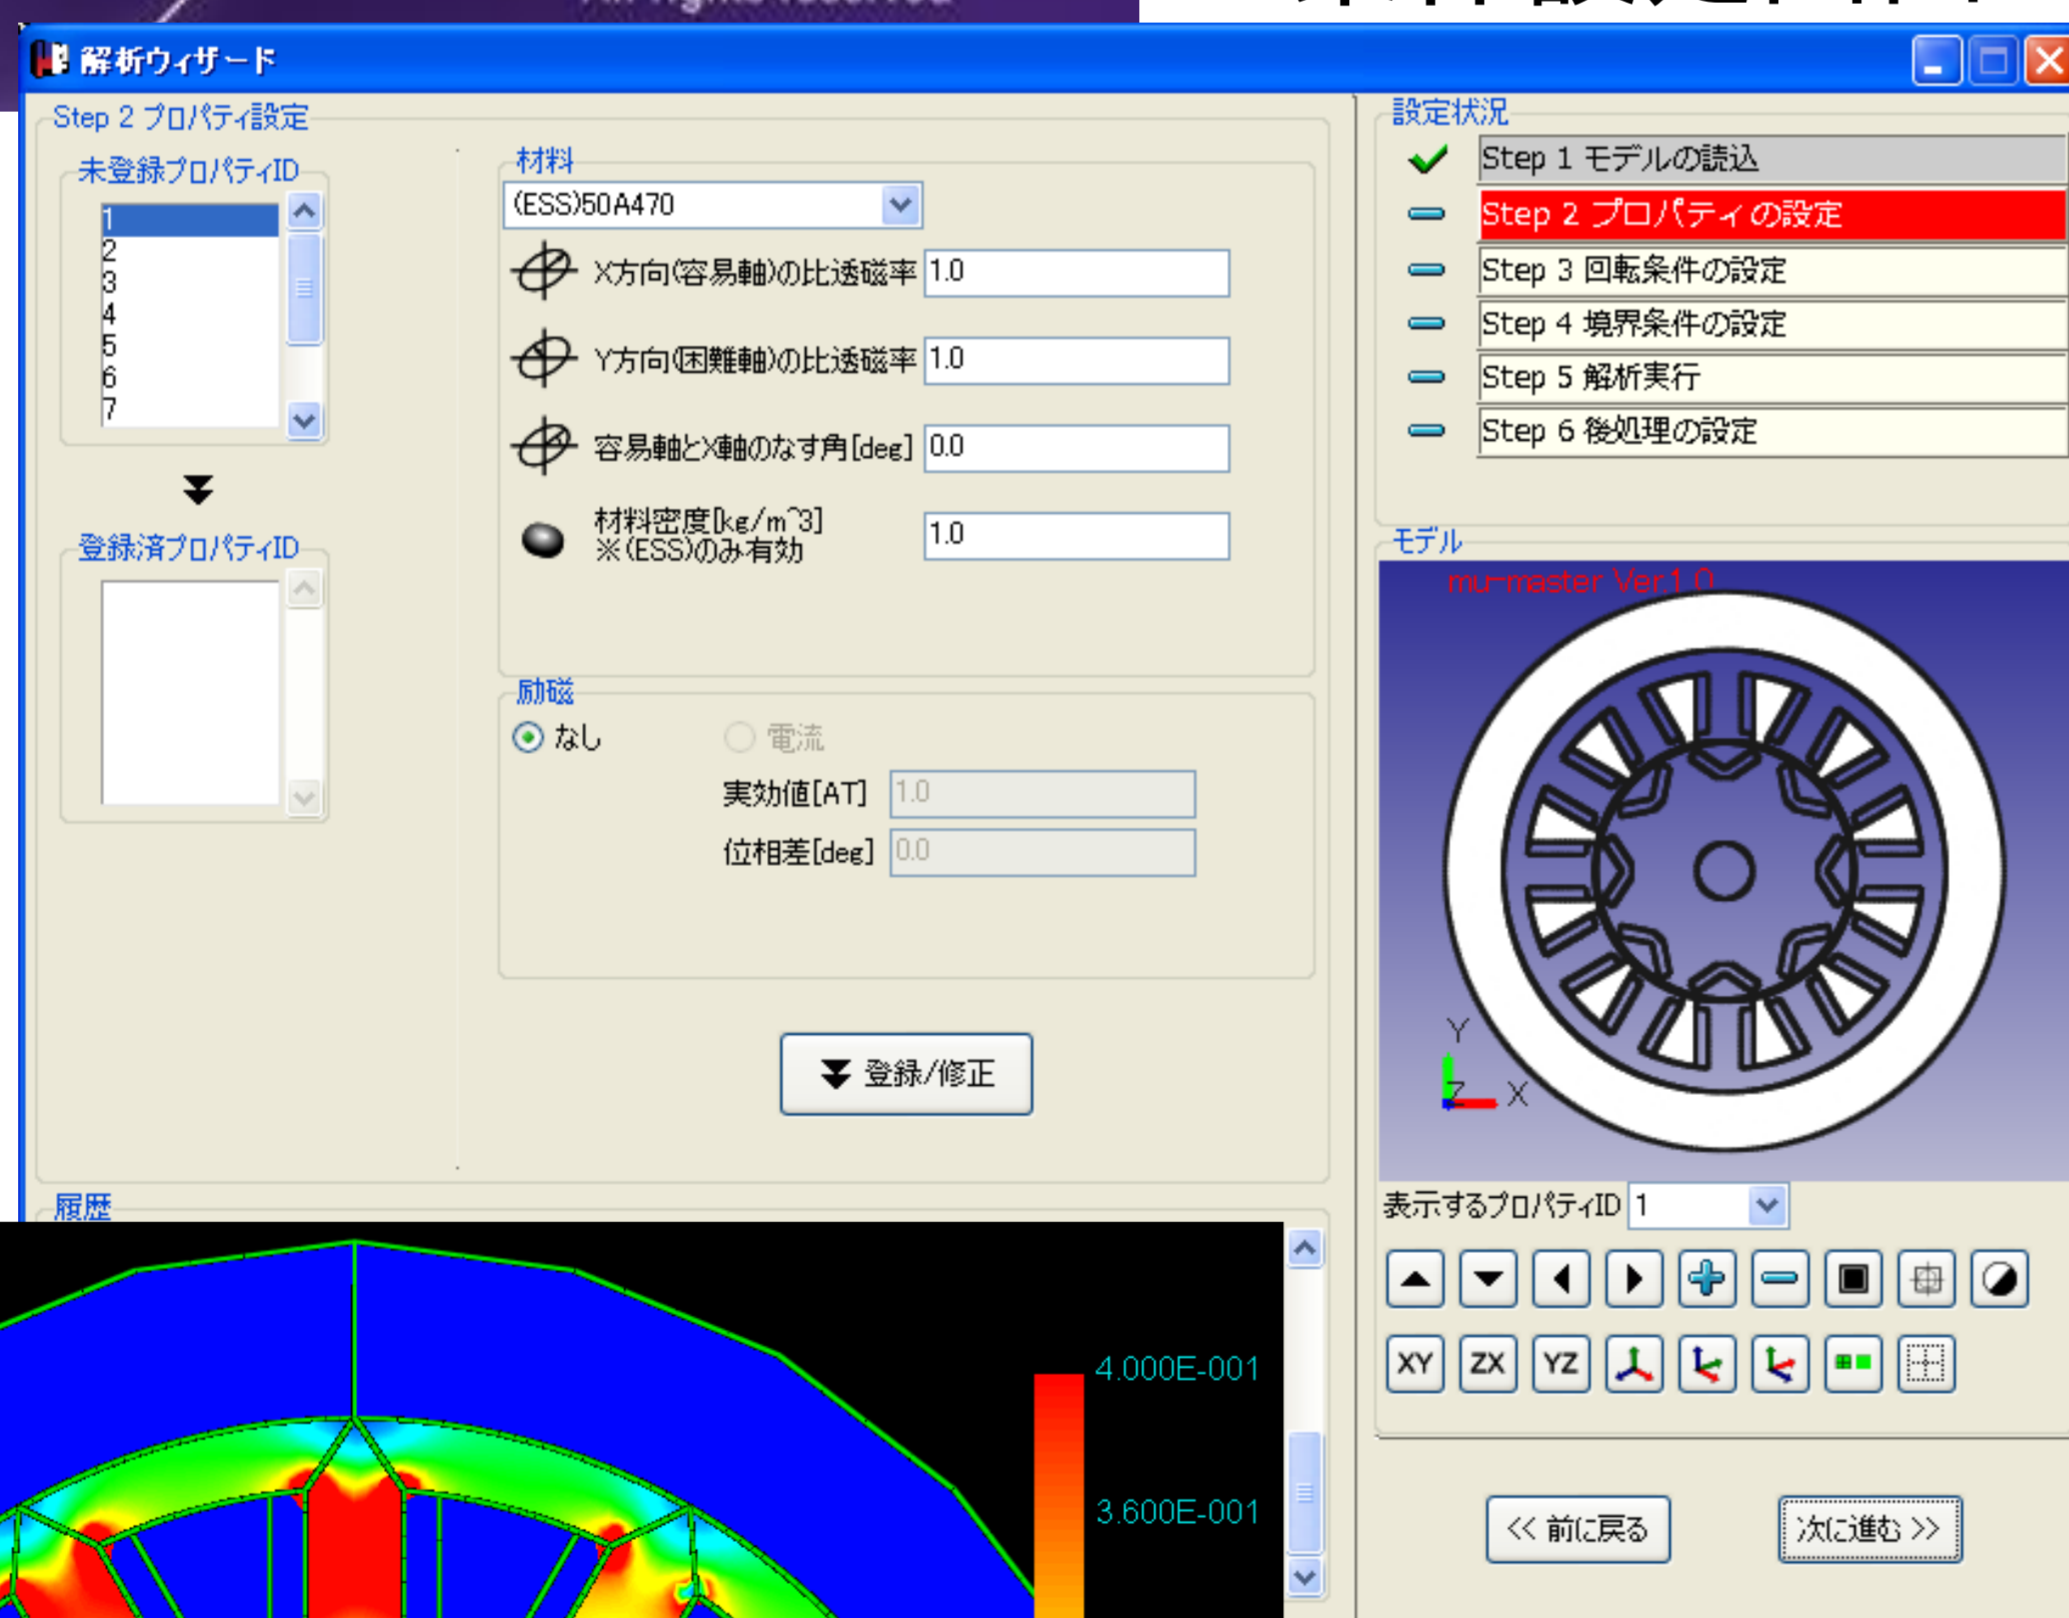 All rights reserved
解析ウィザード
Step 2 プロパティ設定
未登録プロパティID
1
2
3
4
5
6
7
登録済プロパティID
材料
(ESS)50A470
X方向(容易軸)の比透磁率 1.0
Y方向(困難軸)の比透磁率 1.0
容易軸とX軸のなす角[deg] 0.0
材料密度[kg/m^3]
※(ESS)のみ有効
1.0
励磁
なし 電流
実効値[AT] 1.0
位相差[deg] 0.0
登録/修正
履歴
4.000E-001
3.600E-001
設定状況
Step 1 モデルの読込
Step 2 プロパティの設定
Step 3 回転条件の設定
Step 4 境界条件の設定
Step 5 解析実行
Step 6 後処理の設定
モデル
mu-master Ver.1.0
Y
Z X
表示するプロパティID 1
XY ZX YZ
<< 前に戻る 次に進む >>